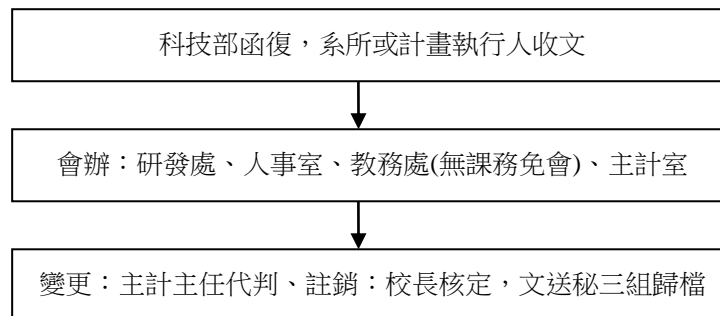 科技部函復，系所或計畫執行人收文
會辦：研發處、人事室、教務處(無課務免會)、主計室
變更：主計主任代判、註銷：校長核定，文送秘三組歸檔